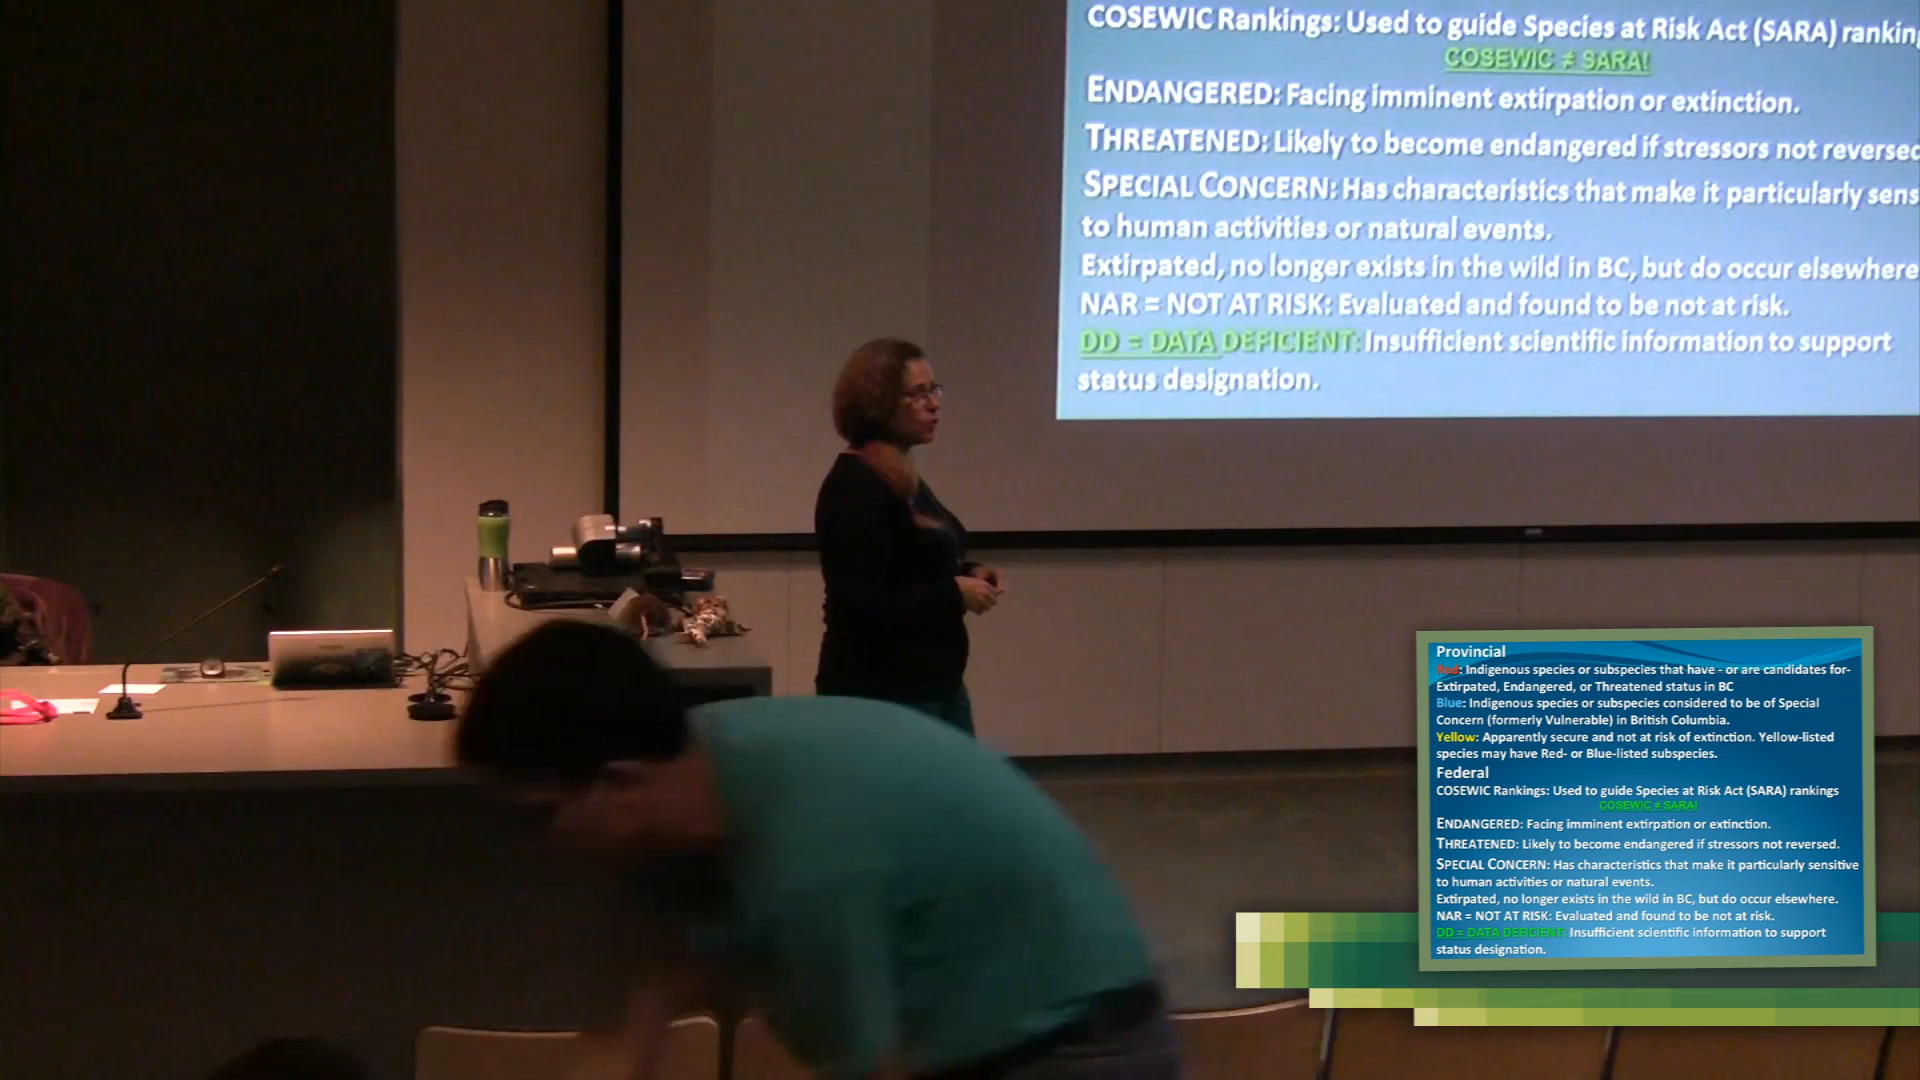 COSEWIC Rankings: Used to guide Species at Risk Act (SARA)
COSEWIC ≠ SARA!
ENDANGERED: Facing imminent extirpation or extinction.
THREATENED: Likely to become endangered if stressors not reversed
SPECIAL CONCERN: Has characteristics that make it particularly sens
to human activities or natural events.
Extirpated, no longer exists in the wild in BC, but do occur elsewhere
NAR = NOT AT RISK: Evaluated and found to be not at risk.
DD = DATA DEFICIENT: Insufficient scientific information to support
status designation.
Provincial
Red: Indigenous species or subspecies that have - or are candidates for-
Extirpated, Endangered, or Threatened status in BC
Blue: Indigenous species or subspecies considered to be of Special
Concern (formerly Vulnerable) in British Columbia.
Yellow: Apparently secure and not at risk of extinction. Yellow-listed
species may have Red- or Blue-listed subspecies.
Federal
COSEWIC Rankings: Used to guide Species at Risk Act (SARA) rankings
COSEWIC ≠ SARA!
ENDANGERED: Facing imminent extirpation or extinction.
THREATENED: Likely to become endangered if stressors not reversed.
SPECIAL CONCERN: Has characteristics that make it particularly sensitive
to human activities or natural events.
Extirpated, no longer exists in the wild in BC, but do occur elsewhere.
NAR = NOT AT RISK: Evaluated and found to be not at risk.
DD = DATA DEFICIENT: Insufficient scientific information to support
status designation.